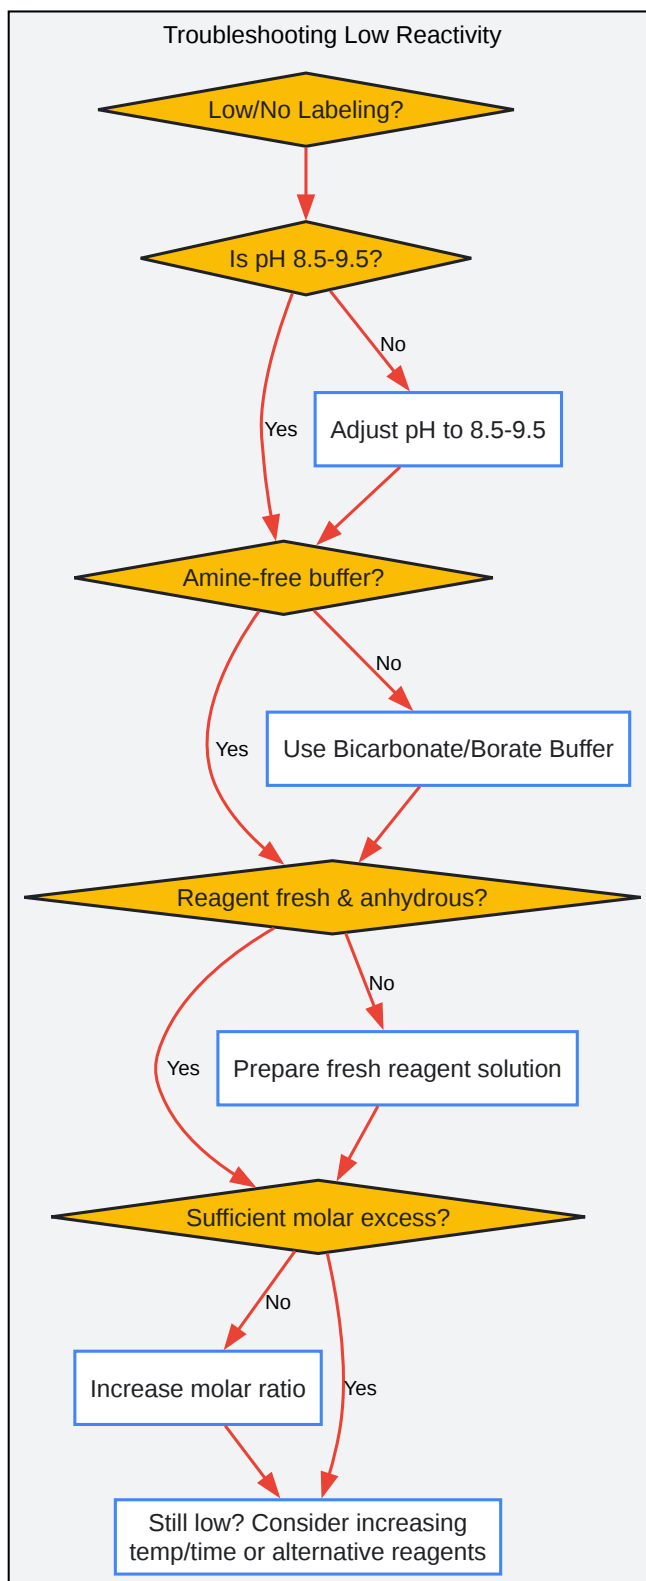 Troubleshooting Low Reactivity
Low/No Labeling?
Is pH 8.5-9.5?
No
Yes
Adjust pH to 8.5-9.5
Amine-free buffer?
No
Yes
Use Bicarbonate/Borate Buffer
Reagent fresh & anhydrous?
No
Yes
Prepare fresh reagent solution
Sufficient molar excess?
No
Increase molar ratio
Yes
Still low? Consider increasing
temp/time or alternative reagents